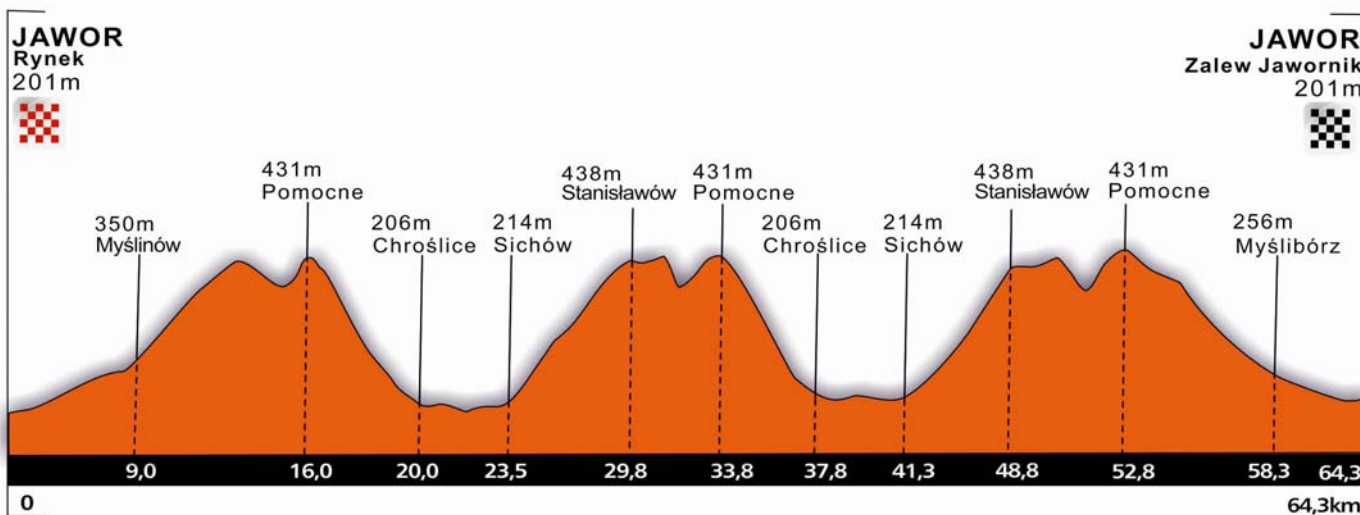 JAWOR
Rynek
201m
JAWOR
Zalew Jawornik
201m
350m
Myślinów
431m
Pomocne
206m
Chroślice
214m
Sichów
438m
Stanisławów
431m
Pomocne
206m
Chroślice
214m
Sichów
438m
Stanisławów
431m
Pomocne
256m
Myślibórz
9,0 16,0 20,0 23,5 29,8 33,8 37,8 41,3 48,8 52,8 58,3 64,3
0 64,3km